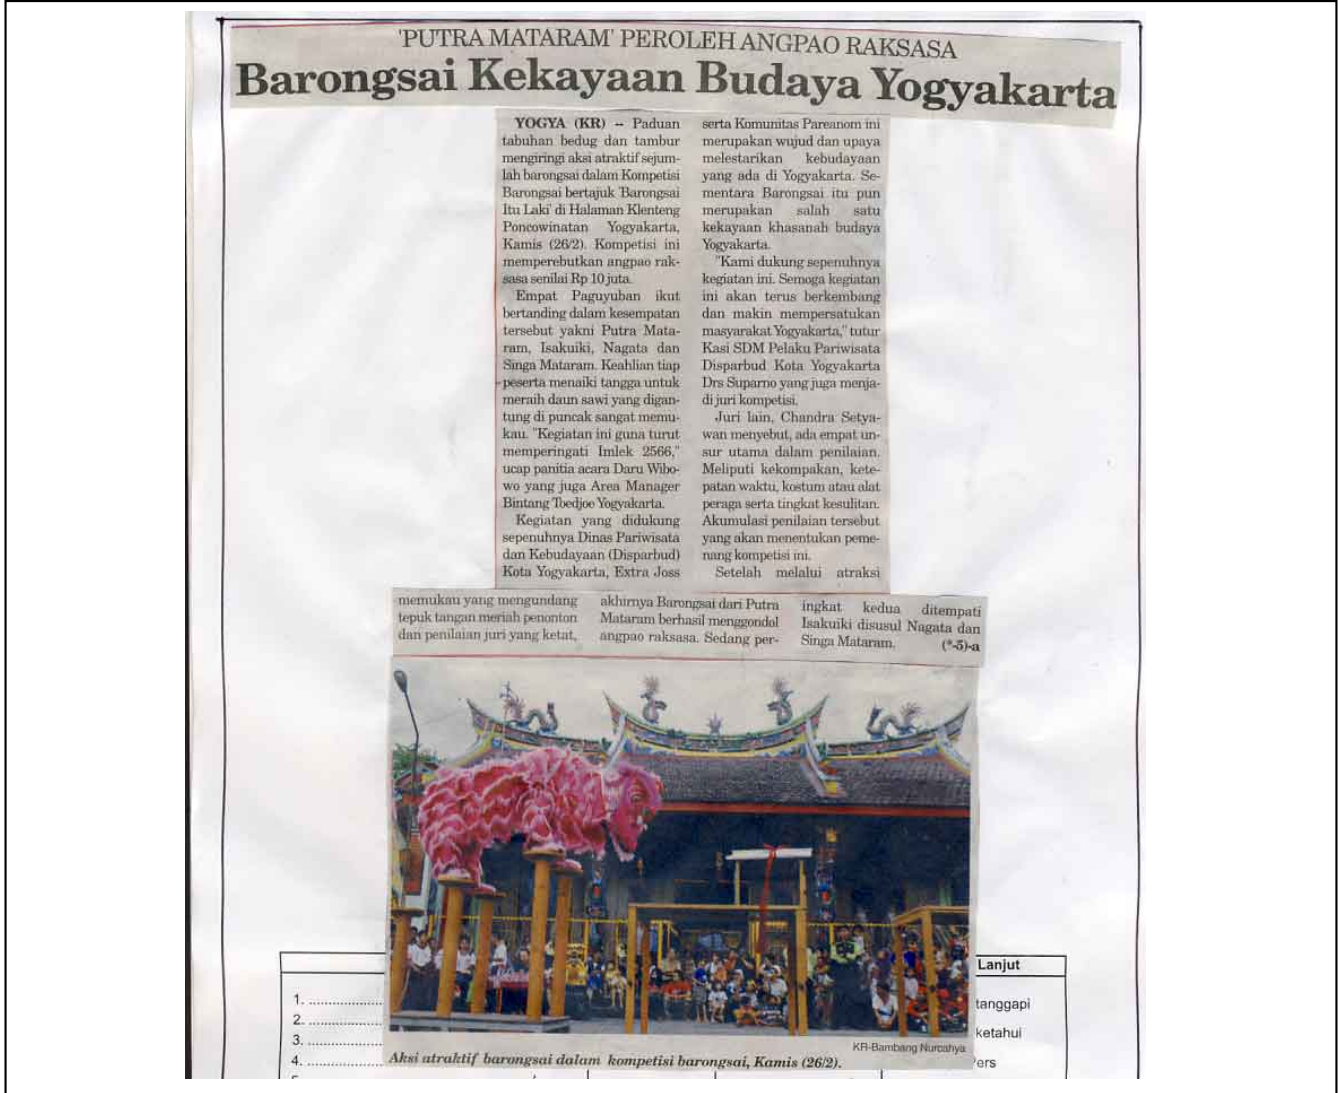 'PUTRA MATARAM' PEROLEH ANGPAO RAKSASA
Barongsai Kekayaan Budaya Yogyakarta
YOGYA (KR) -- Paduan
tabuhan bedug dan tambur
mengiringi aksi atraktif sejum-
lah barongsai dalam Kompetisi
Barongsai bertajuk 'Barongsai
Itu Laki' di Halaman Klenteng
Poncowinatan Yogyakarta,
Kamis (26/2). Kompetisi ini
memperebutkan angpao rak-
sasa senilai Rp 10 juta.
Empat Paguyuban ikut
bertanding dalam kesempatan
tersebut yakni Putra Mata-
ram, Isakuiki, Nagata dan
Singa Mataram. Keahlian tiap
peserta menaiki tangga untuk
meraih daun sawi yang digan-
tung di puncak sangat memu-
kau. "Kegiatan ini guna turut
memperingati Imlek 2566,"
ucap panitia acara Daru Wibo-
wo yang juga Area Manager
Bintang Toedjoe Yogyakarta.
Kegiatan yang didukung
sepenuhnya Dinas Pariwisata
dan Kebudayaan (Disparbud)
Kota Yogyakarta, Extra Joss
serta Komunitas Pareanom ini
merupakan wujud dan upaya
melestarikan kebudayaan
yang ada di Yogyakarta. Se-
mentara Barongsai itu pun
merupakan salah satu
kekayaan khasanah budaya
Yogyakarta.
"Kami dukung sepenuhnya
kegiatan ini. Semoga kegiatan
ini akan terus berkembang
dan makin mempersatukan
masyarakat Yogyakarta," tutur
Kasi SDM Pelaku Pariwisata
Disparbud Kota Yogyakarta
Drs Suparno yang juga menja-
di juri kompetisi.
Juri lain, Chandra Setya-
wan menyebut, ada empat un-
sur utama dalam penilaian.
Meliputi kekompakan, kete-
patan waktu, kostum atau alat
peraga serta tingkat kesulitan.
Akumulasi penilaian tersebut
yang akan menentukan peme-
nang kompetisi ini.
Setelah melalui atraksi
memukau yang mengundang
tepuk tangan meriah penonton
dan penilaian juri yang ketat,
akhirnya Barongsai dari Putra
Mataram berhasil menggondol
angpao raksasa. Sedang per-
ingkat kedua ditempati
Isakuiki disusul Nagata dan
Singa Mataram. (*-5)-a
KR-Bambang Nurcahya
Aksi atraktif barongsai dalam kompetisi barongsai, Kamis (26/2).
Lanjut
1. ..................
2. ..................
3. ..................
4. ..................
tanggapi
ketahui
ers